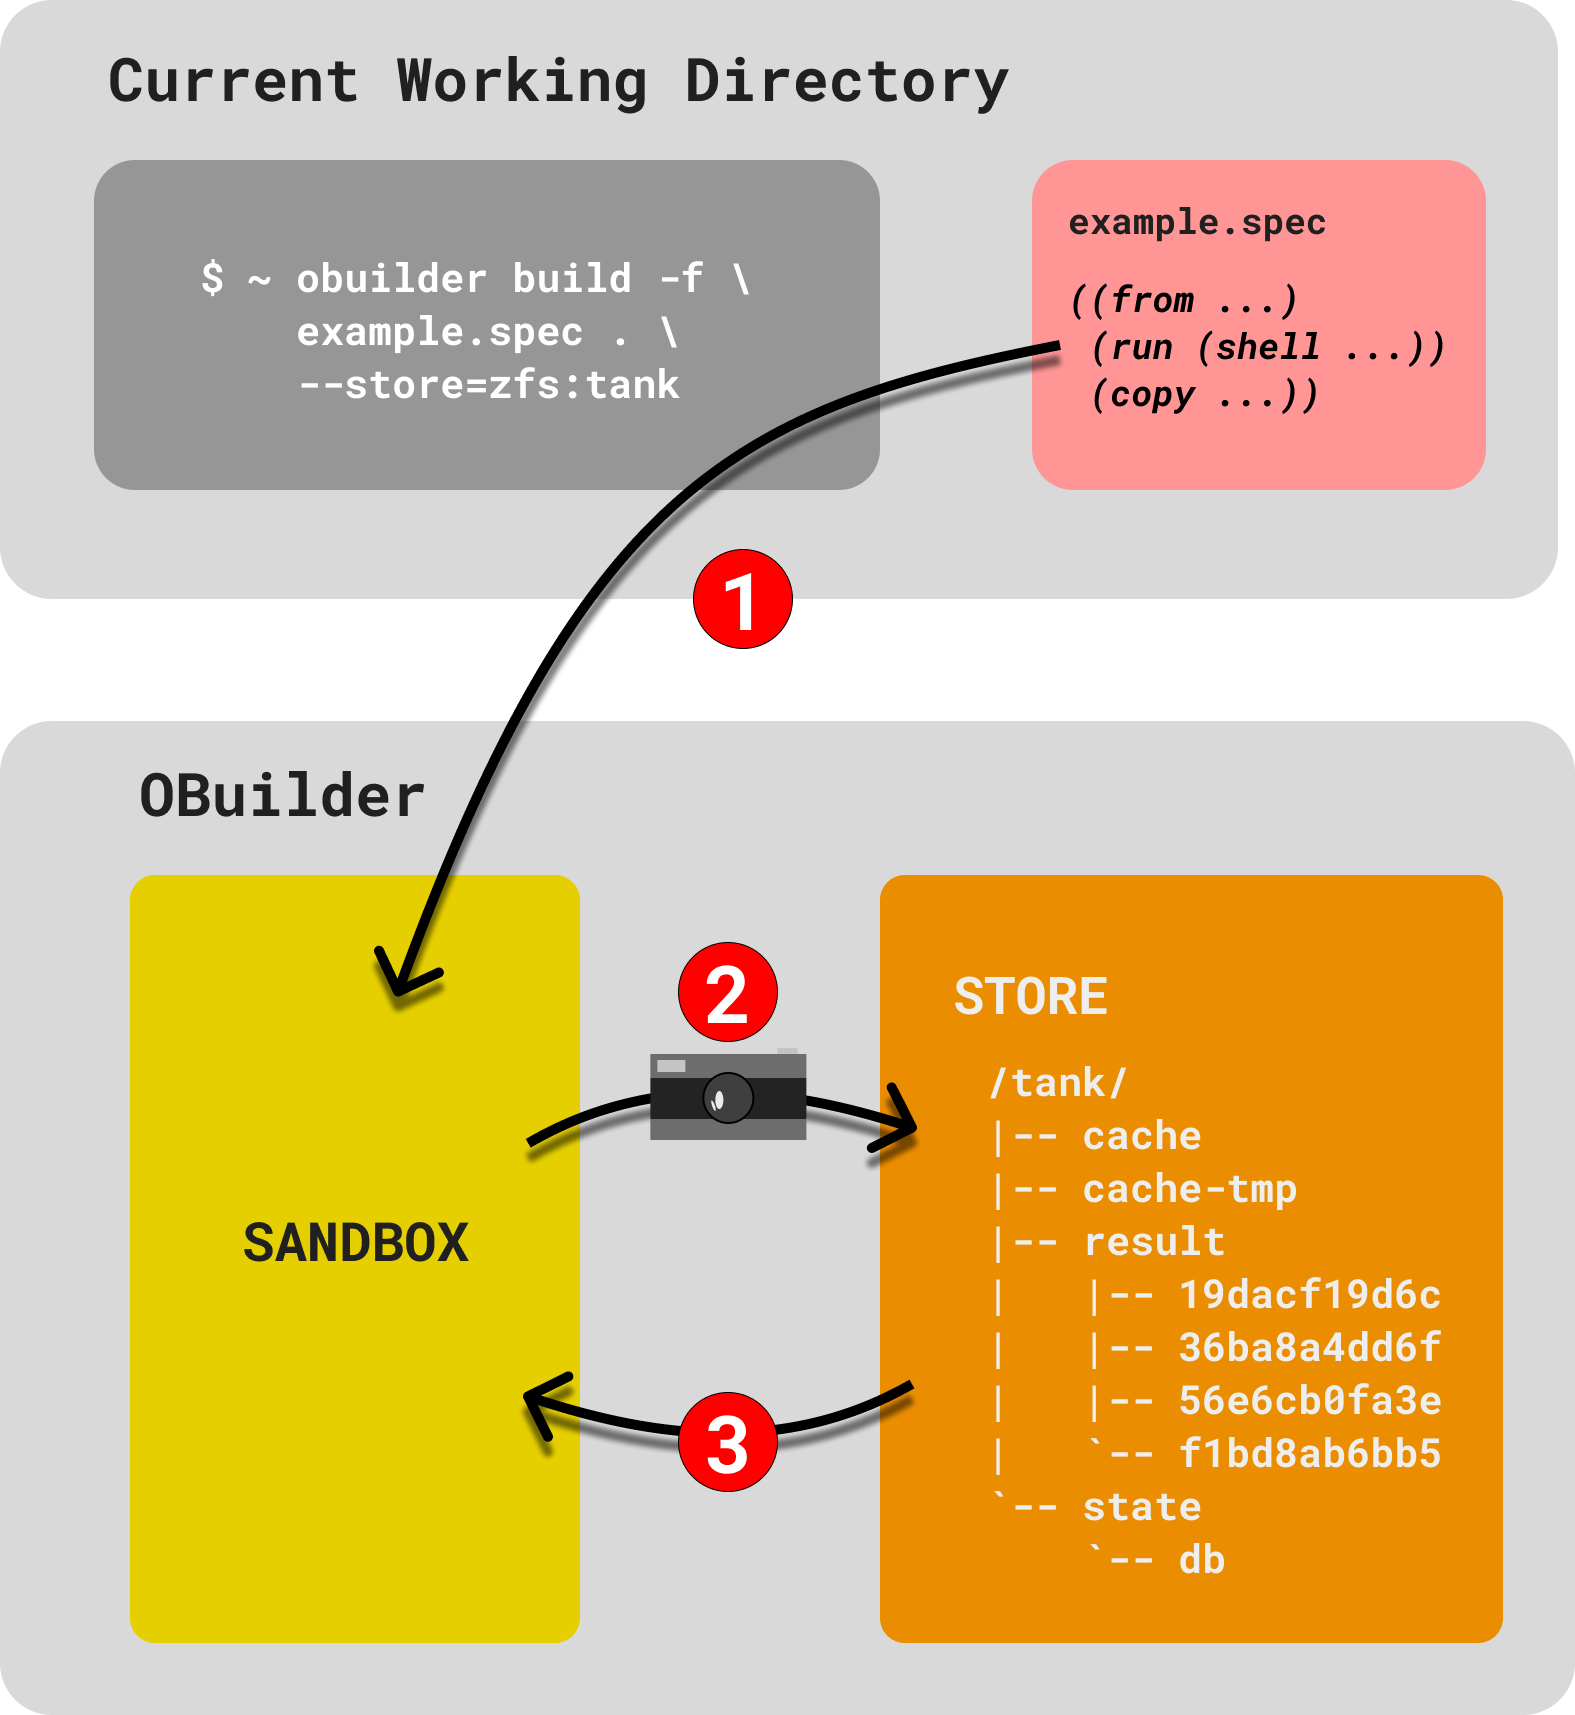 Current Working Directory
$ ~ obuilder build -f \
example.spec . \
--store=zfs:tank
example.spec
((from ...)
(run (shell ...))
(copy ...))
1
OBuilder
2
SANDBOX
STORE
/tank/
|-- cache
|-- cache-tmp
|-- result
|   |-- 19dacf19d6c
|   |-- 36ba8a4dd6f
|   |-- 56e6cb0fa3e
|   `-- f1bd8ab6bb5
`-- state
    `-- db
3